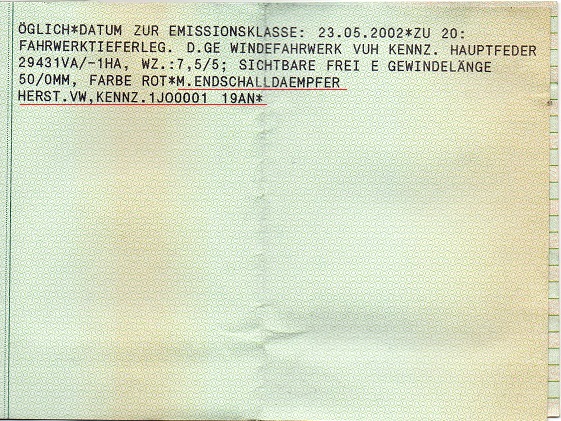 ÖGLICH*DATUM ZUR EMISSIONSKLASSE: 23.05.2002*ZU 20:
FAHRWERKTIEFERLEG. D.GE WINDEFAHRWERK VUH KENNZ. HAUPTFEDER
29431VA/-1HA, WZ.:7,5/5; SICHTBARE FREI E GEWINDELÄNGE
50/0MM, FARBE ROT*M.ENDSCHALLDAEMPFER
HERST.VW,KENNZ.1JO0001 19AN*